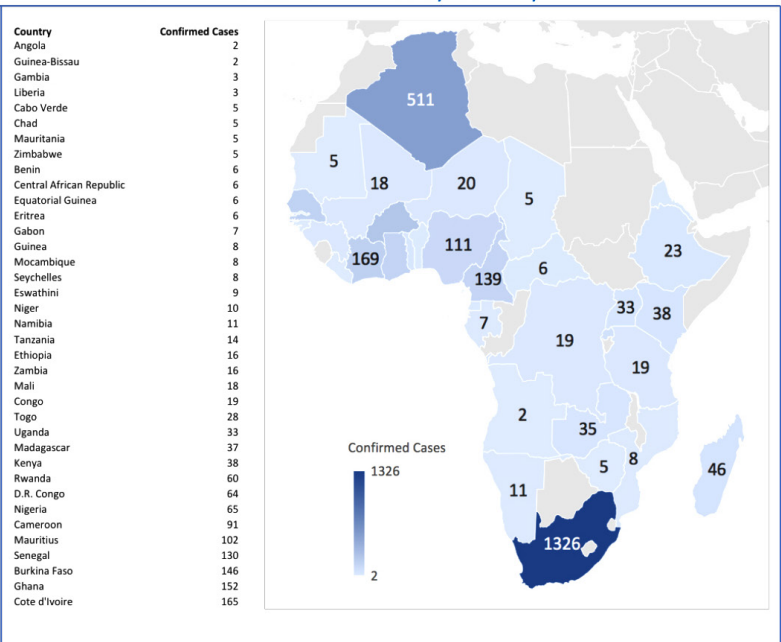 Country Confirmed Cases
Angola 2
Guinea-Bissau 2
Gambia 3
Liberia 3
Cabo Verde 5
Chad 5
Mauritania 5
Zimbabwe 5
Benin 6
Central African Republic 6
Equatorial Guinea 6
Eritrea 6
Gabon 7
Guinea 8
Mocambique 8
Seychelles 8
Eswathini 9
Niger 10
Namibia 11
Tanzania 14
Ethiopia 16
Zambia 16
Mali 18
Congo 19
Togo 28
Uganda 33
Madagascar 37
Kenya 38
Rwanda 60
D.R. Congo 64
Nigeria 65
Cameroon 91
Mauritius 102
Senegal 130
Burkina Faso 146
Ghana 152
Cote d'Ivoire 165
511
5
18
20
5
111
169
139
6
23
7
33
38
19
19
2
35
5
8
11
46
1326
Confirmed Cases
1326
2